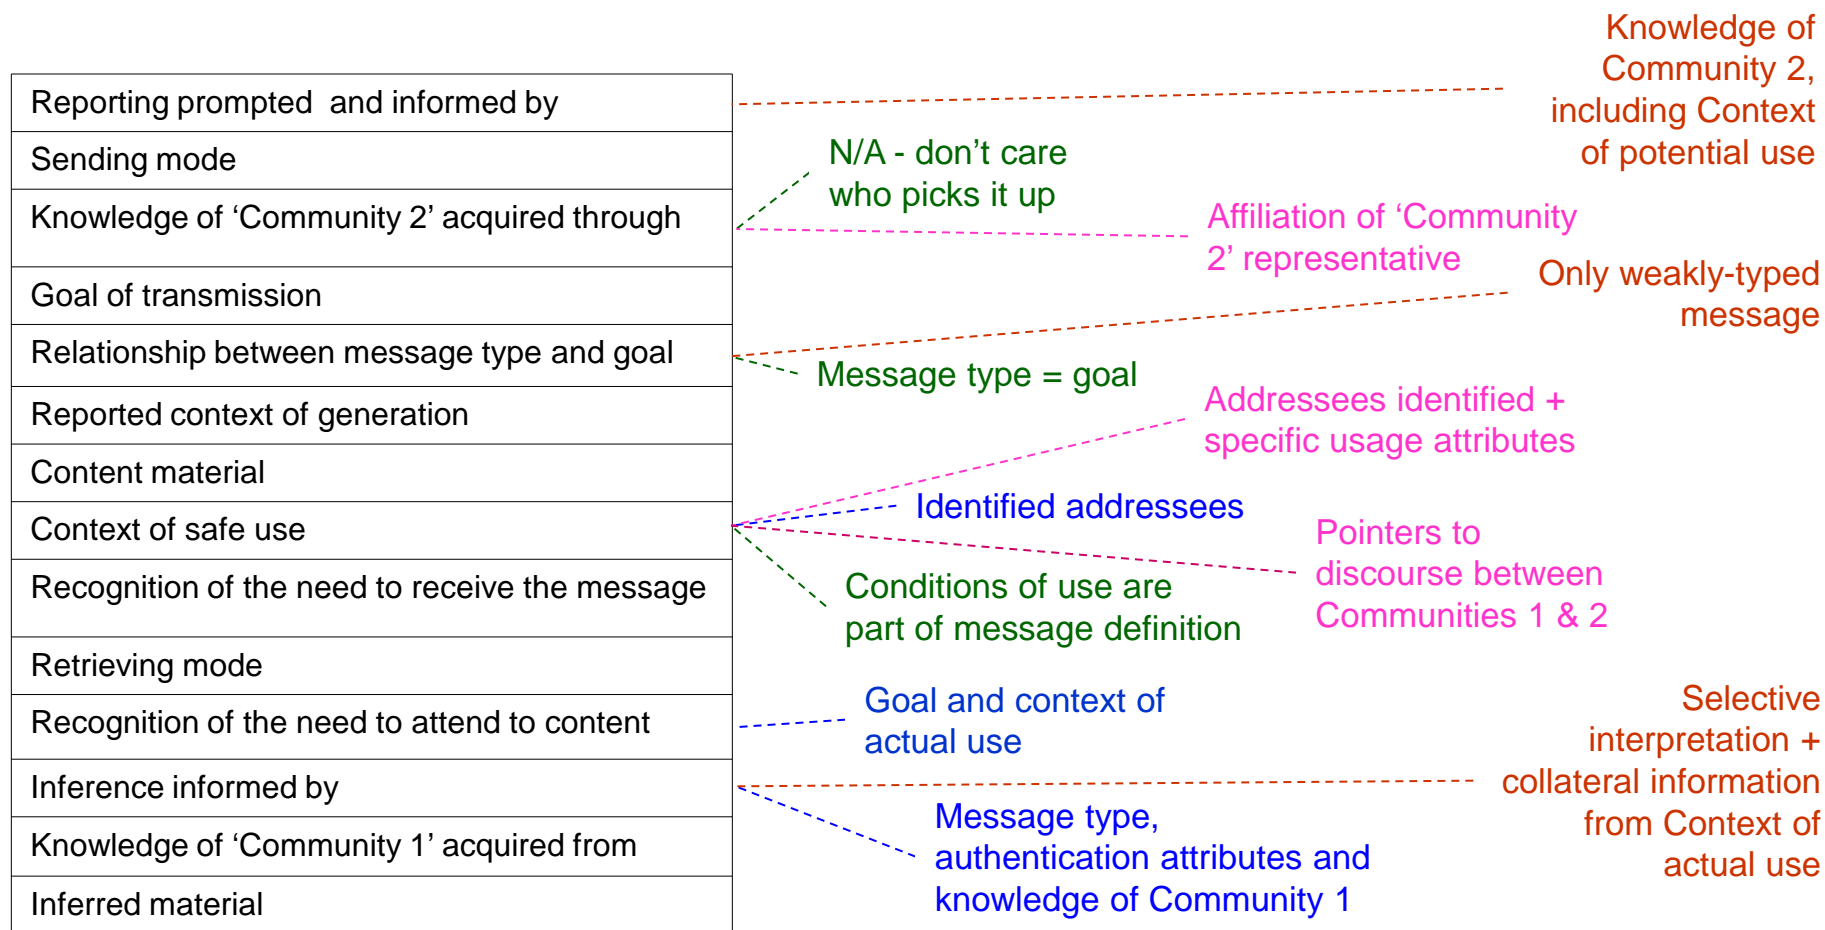 Reporting prompted  and informed by
Sending mode
Knowledge of ‘Community 2’ acquired through
Goal of transmission
Relationship between message type and goal
Reported context of generation
Content material
Context of safe use
Recognition of the need to receive the message
Retrieving mode
Recognition of the need to attend to content
Inference informed by
Knowledge of ‘Community 1’ acquired from
Inferred material
Knowledge of
Community 2,
including Context
of potential use
N/A - don’t care
who picks it up
Affiliation of ‘Community
2’ representative
Only weakly-typed
message
Message type = goal
Addressees identified +
specific usage attributes
Identified addressees
Pointers to
discourse between
Communities 1 & 2
Conditions of use are
part of message definition
Goal and context of
actual use
Selective
interpretation +
collateral information
from Context of
actual use
Message type,
authentication attributes and
knowledge of Community 1